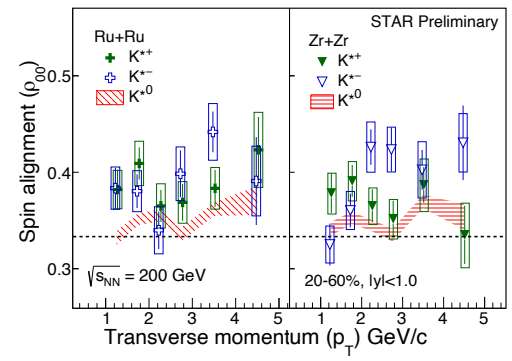 STAR Preliminary
Ru+Ru
K*+
K*−
K*0
Zr+Zr
K*+
K*−
K*0
0.5
0.4
0.3
Spin alignment (ρ00)
√sNN = 200 GeV
20-60%, |y|<1.0
1 2 3 4 5 1 2 3 4 5
Transverse momentum (pT) GeV/c